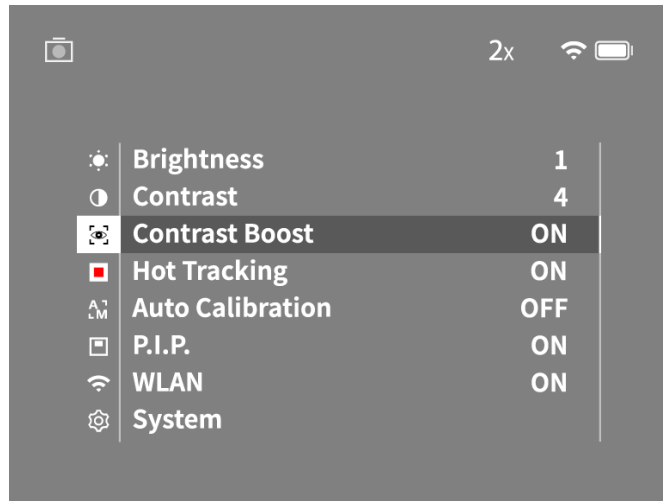 2x
Brightness 1
Contrast 4
Contrast Boost ON
Hot Tracking ON
A M Auto Calibration OFF
P.I.P. ON
WLAN ON
System